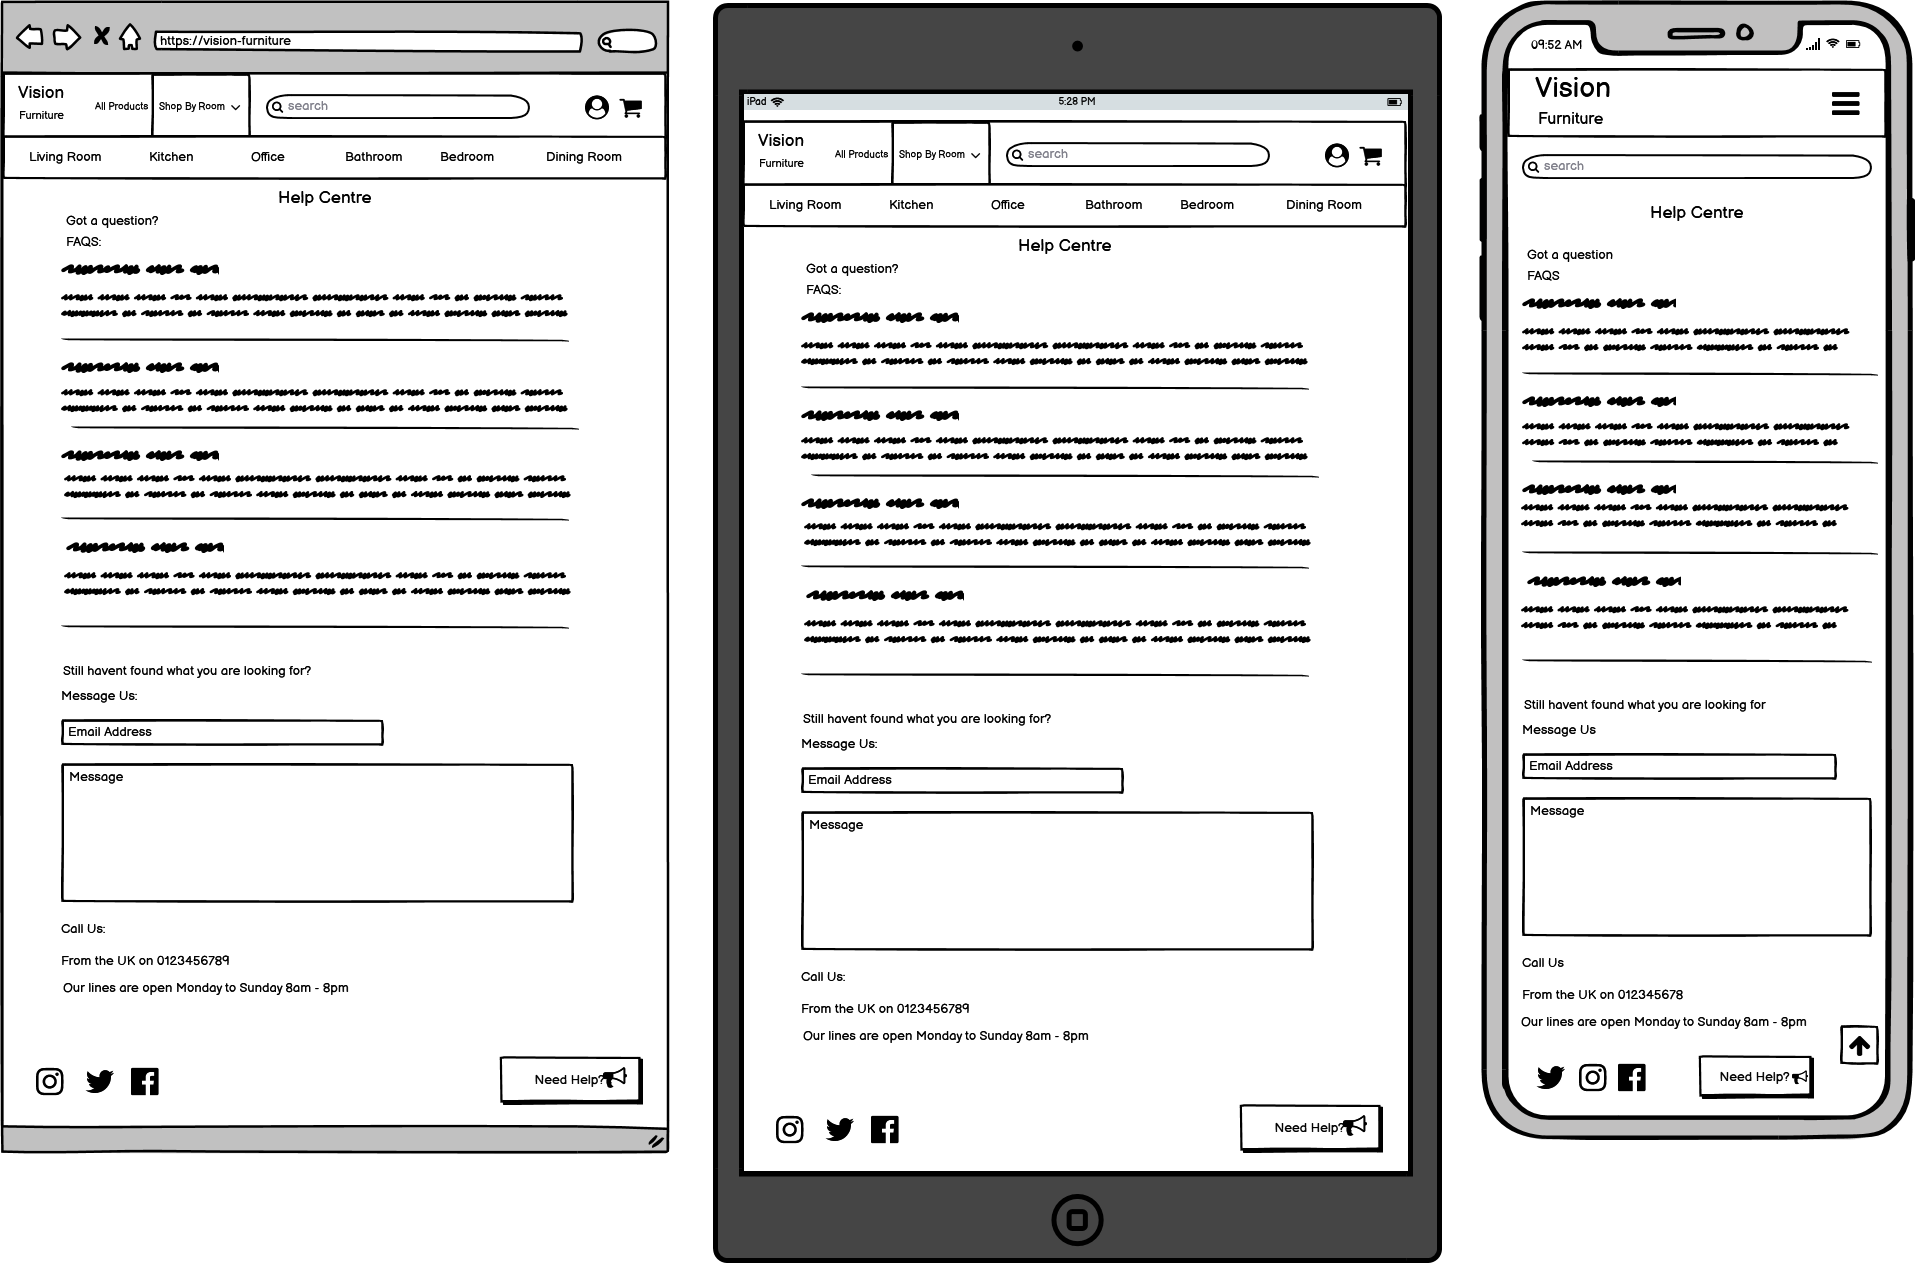 https://vision-furniture
Vision
Furniture
All Products
Shop By Room
search
Living Room Kitchen Office Bathroom Bedroom Dining Room
Help Centre
Got a question?
FAQS:
Still havent found what you are looking for?
Message Us:
Email Address
Message
Call Us:
From the UK on 0123456789
Our lines are open Monday to Sunday 8am - 8pm
Need Help?
iPad 5:28 PM
Vision
Furniture
All Products
Shop By Room
search
Living Room Kitchen Office Bathroom Bedroom Dining Room
Help Centre
Got a question?
FAQS:
Still havent found what you are looking for?
Message Us:
Email Address
Message
Call Us:
From the UK on 0123456789
Our lines are open Monday to Sunday 8am - 8pm
Need Help?
09:52 AM
Vision
Furniture
search
Help Centre
Got a question
FAQS
Still havent found what you are looking for
Message Us
Email Address
Message
Call Us
From the UK on 012345678
Our lines are open Monday to Sunday 8am - 8pm
Need Help?